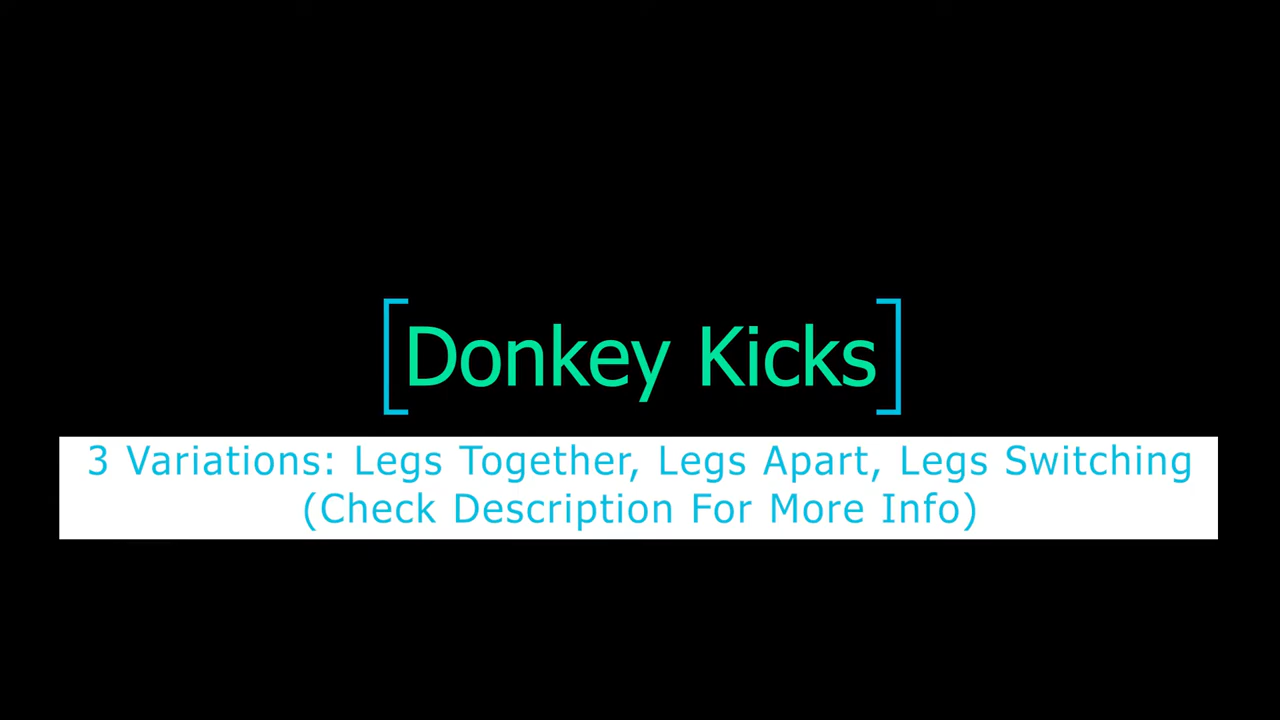 [Donkey Kicks]
3 Variations: Legs Together, Legs Apart, Legs Switching
(Check Description For More Info)